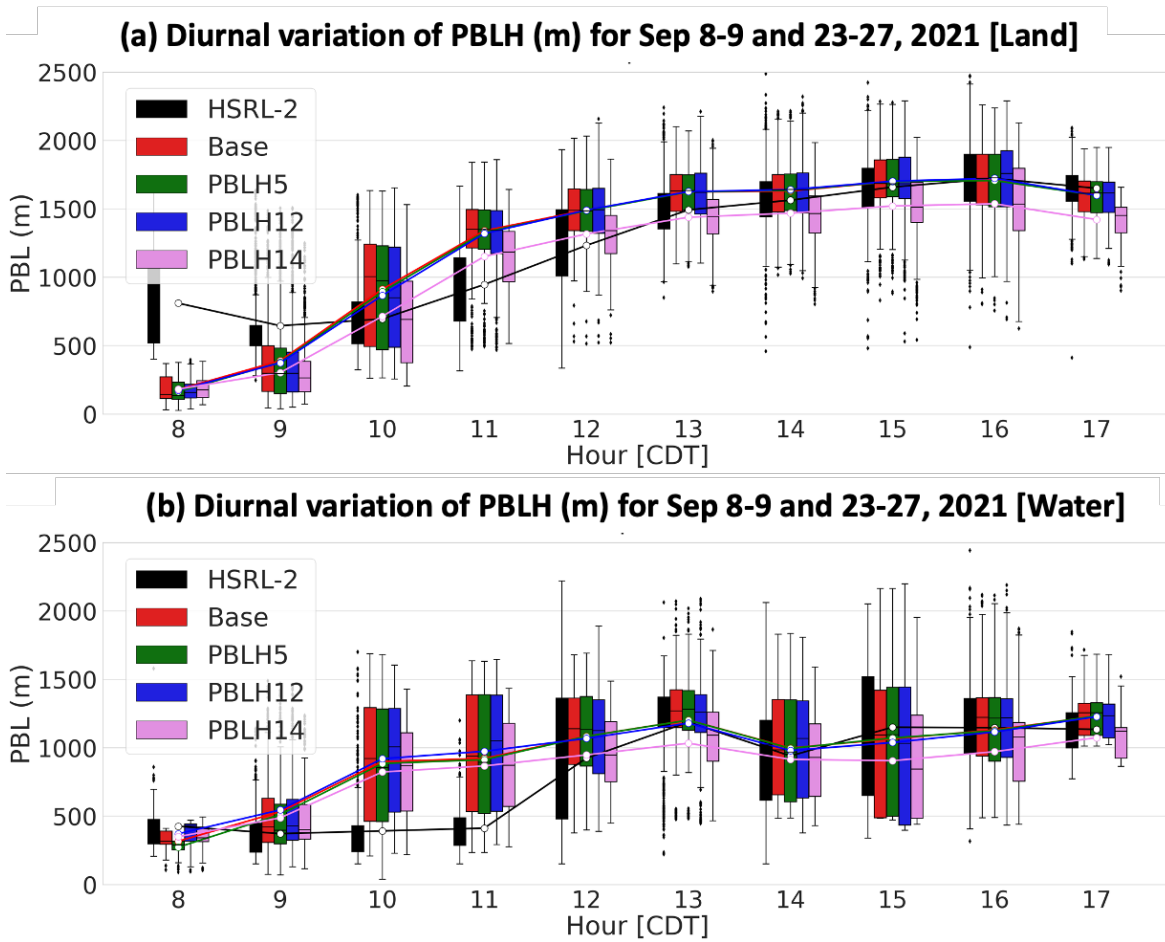 (a) Diurnal variation of PBLH (m) for Sep 8-9 and 23-27, 2021 [Land]
2500
2000
1500
1000
500
0
PBL (m)
HSRL-2
Base
PBLH5
PBLH12
PBLH14
8 9 10 11 12 13 14 15 16 17
Hour [CDT]
(b) Diurnal variation of PBLH (m) for Sep 8-9 and 23-27, 2021 [Water]
2500
2000
1500
1000
500
0
PBL (m)
HSRL-2
Base
PBLH5
PBLH12
PBLH14
8 9 10 11 12 13 14 15 16 17
Hour [CDT]